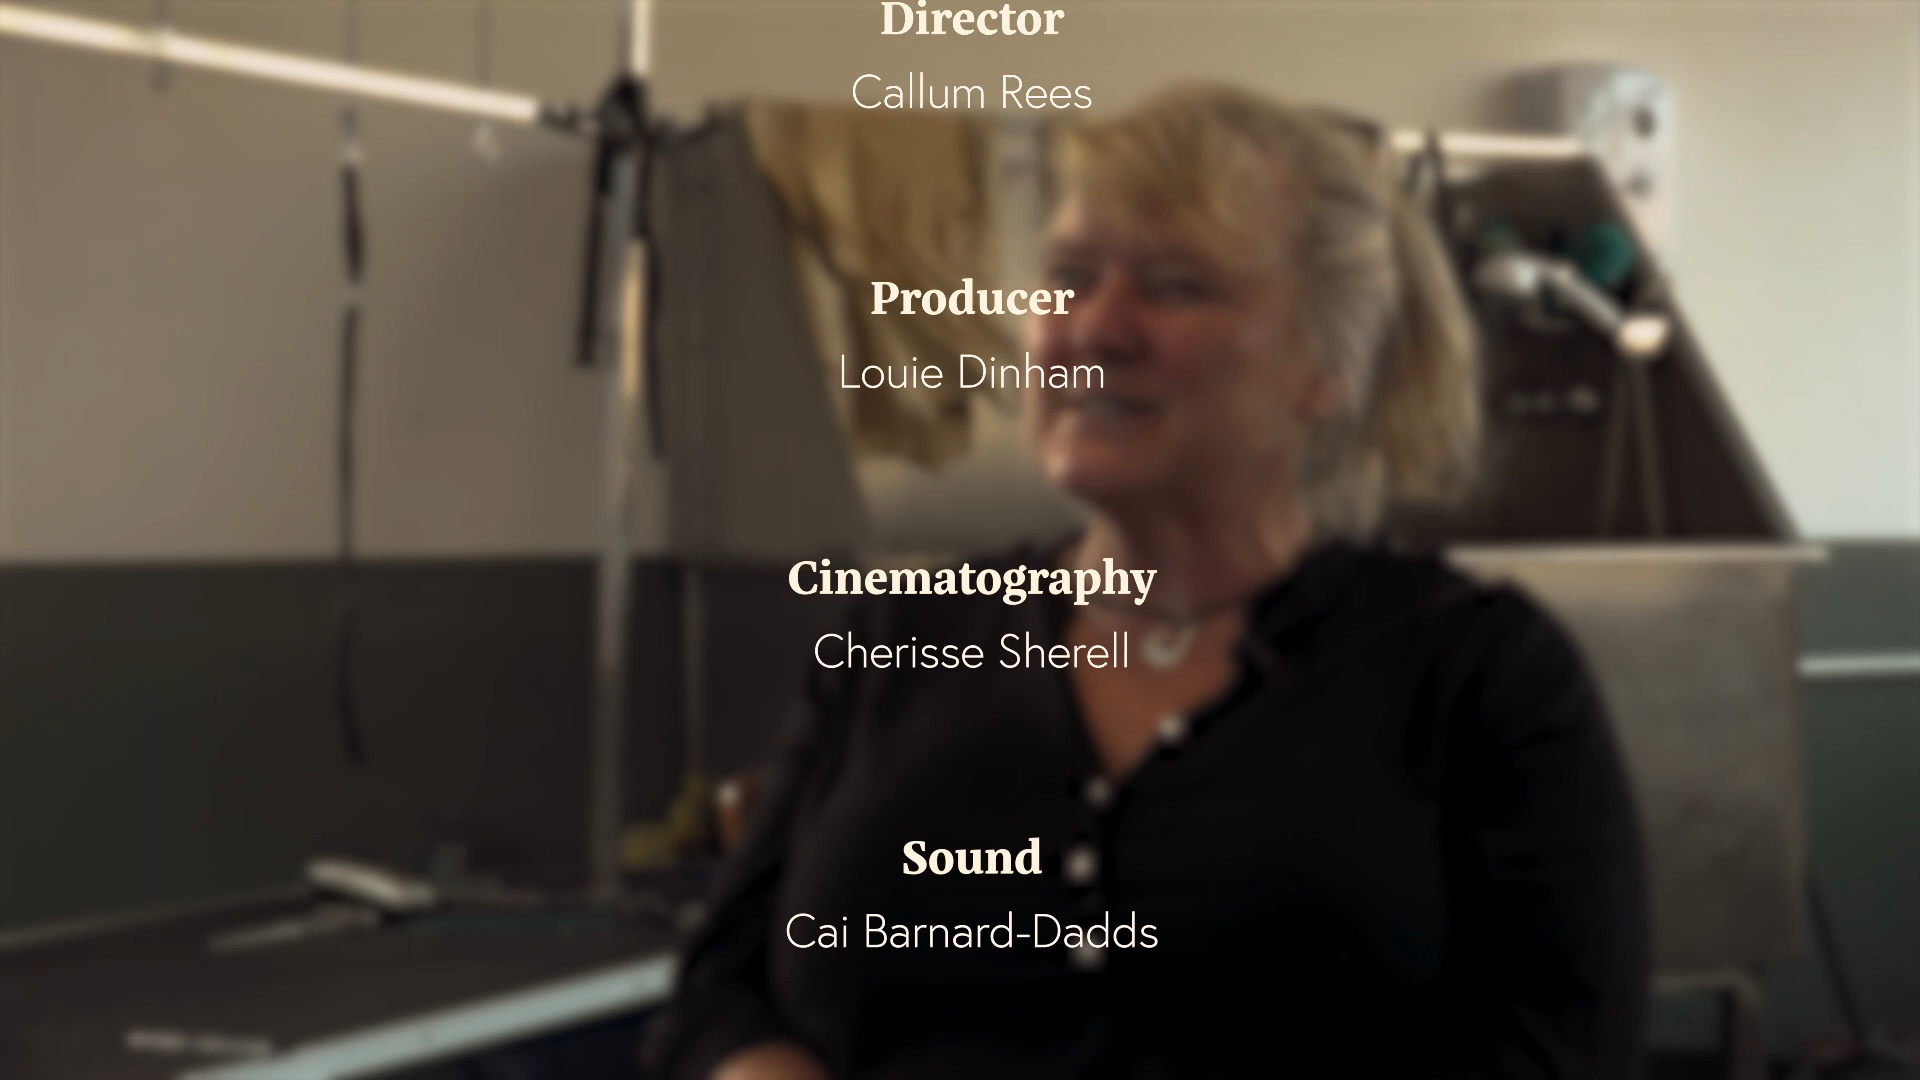 Director
Callum Rees
Producer
Louie Dinham
Cinematography
Cherisse Sherell
Sound
Cai Barnard-Dadds